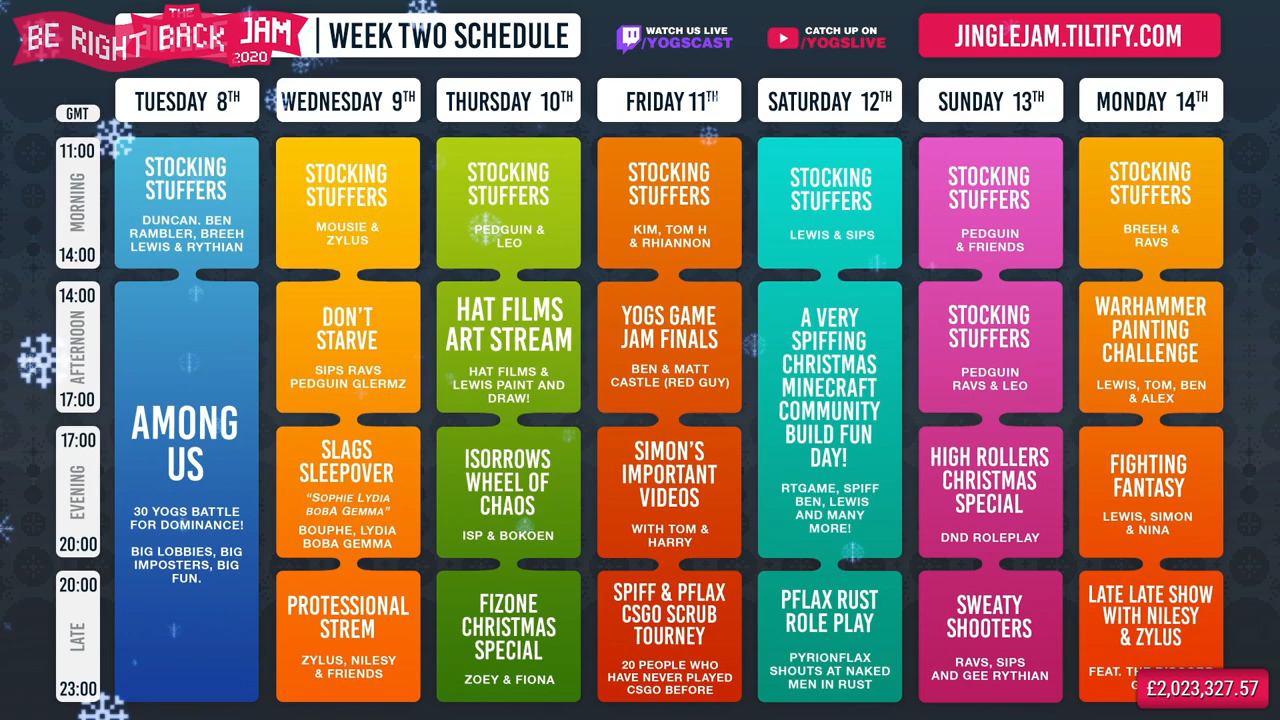 THE
BE RIGHT BACK JAM
2020
WEEK TWO SCHEDULE
WATCH US LIVE
/YOGSCAST
CATCH UP ON
/YOGSLIVE
JINGLEJAM.TILTIFY.COM
GMT
TUESDAY 8TH
WEDNESDAY 9TH
THURSDAY 10TH
FRIDAY 11TH
SATURDAY 12TH
SUNDAY 13TH
MONDAY 14TH
11:00
MORNING
14:00
STOCKING
STUFFERS
DUNCAN. BEN
RAMBLER, BREEH
LEWIS & RYTHIAN
STOCKING
STUFFERS
MOUSIE &
ZYLUS
STOCKING
STUFFERS
PEDGUIN &
LEO
STOCKING
STUFFERS
KIM, TOM H
& RHIANNON
STOCKING
STUFFERS
LEWIS & SIPS
STOCKING
STUFFERS
PEDGUIN
& FRIENDS
STOCKING
STUFFERS
BREEH &
RAVS
14:00
AFTERNOON
17:00
AMONG
US
30 YOGS BATTLE
FOR DOMINANCE!
BIG LOBBIES, BIG
IMPOSTERS, BIG
FUN.
DON'T
STARVE
SIPS RAVS
PEDGUIN GLERMZ
HAT FILMS
ART STREAM
HAT FILMS &
LEWIS PAINT AND
DRAW!
YOGS GAME
JAM FINALS
BEN & MATT
CASTLE (RED GUY)
A VERY
SPIFFING
CHRISTMAS
MINECRAFT
COMMUNITY
BUILD FUN
DAY!
RTGAME, SPIFF
BEN, LEWIS
AND MANY
MORE!
STOCKING
STUFFERS
PEDGUIN
RAVS & LEO
WARHAMMER
PAINTING
CHALLENGE
LEWIS, TOM, BEN
& ALEX
17:00
EVENING
20:00
SLAGS
SLEEPOVER
"SOPHIE LYDIA
BOBA GEMMA"
BOUPHE, LYDIA
BOBA GEMMA
ISORROWS
WHEEL OF
CHAOS
ISP & BOKOEN
SIMON'S
IMPORTANT
VIDEOS
WITH TOM &
HARRY
HIGH ROLLERS
CHRISTMAS
SPECIAL
DND ROLEPLAY
FIGHTING
FANTASY
LEWIS, SIMON
& NINA
20:00
LATE
23:00
PROTESSIONAL
STREM
ZYLUS, NILESY
& FRIENDS
FIZONE
CHRISTMAS
SPECIAL
ZOEY & FIONA
SPIFF & PFLAX
CSGO SCRUB
TOURNEY
20 PEOPLE WHO
HAVE NEVER PLAYED
CSGO BEFORE
PFLAX RUST
ROLE PLAY
PYRIONFLAX
SHOUTS AT NAKED
MEN IN RUST
SWEATY
SHOOTERS
RAVS, SIPS
AND GEE RYTHIAN
LATE LATE SHOW
WITH NILESY
& ZYLUS
FEAT.
£2,023,327.57